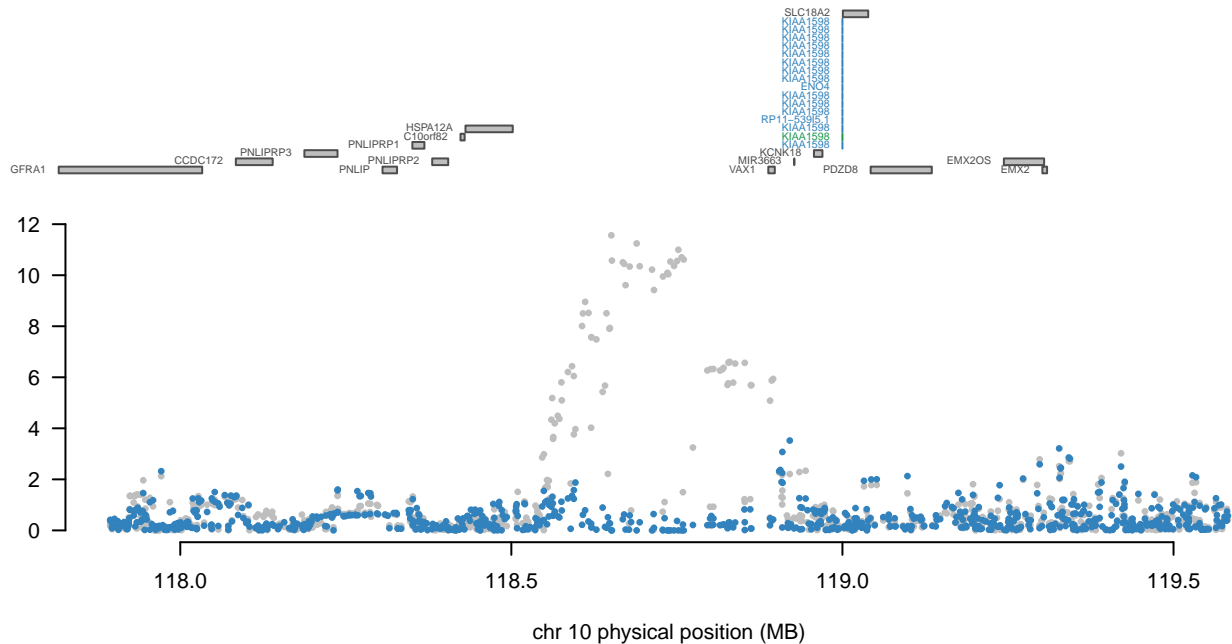 SLC18A2
KIAA1598
KIAA1598
KIAA1598
KIAA1598
KIAA1598
KIAA1598
KIAA1598
KIAA1598
ENO4
KIAA1598
KIAA1598
KIAA1598
RP11−539I5.1
HSPA12A KIAA1598
C10orf82 KIAA1598
PNLIPRP1 KIAA1598
PNLIPRP3 KCNK18
CCDC172 PNLIPRP2 MIR3663 EMX2OS
GFRA1 PNLIP VAX1 PDZD8 EMX2
12
10
8
6
4
2
0
118.0 118.5 119.0 119.5
chr 10 physical position (MB)